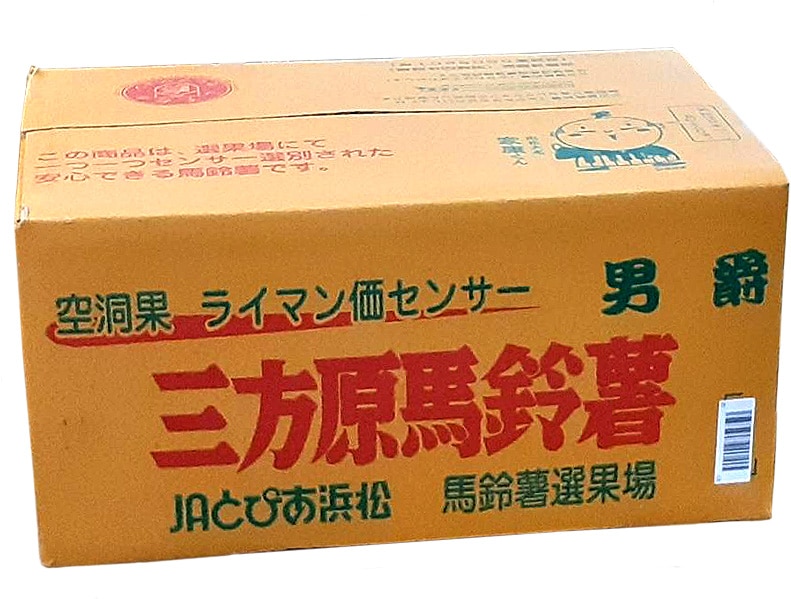 この商品は、選果場にて
一つ一つセンサー選別された
安心できる馬鈴薯です。
空洞果 ライマン価センサー
男爵
三方原馬鈴薯
JAとぴあ浜松 馬鈴薯選果場